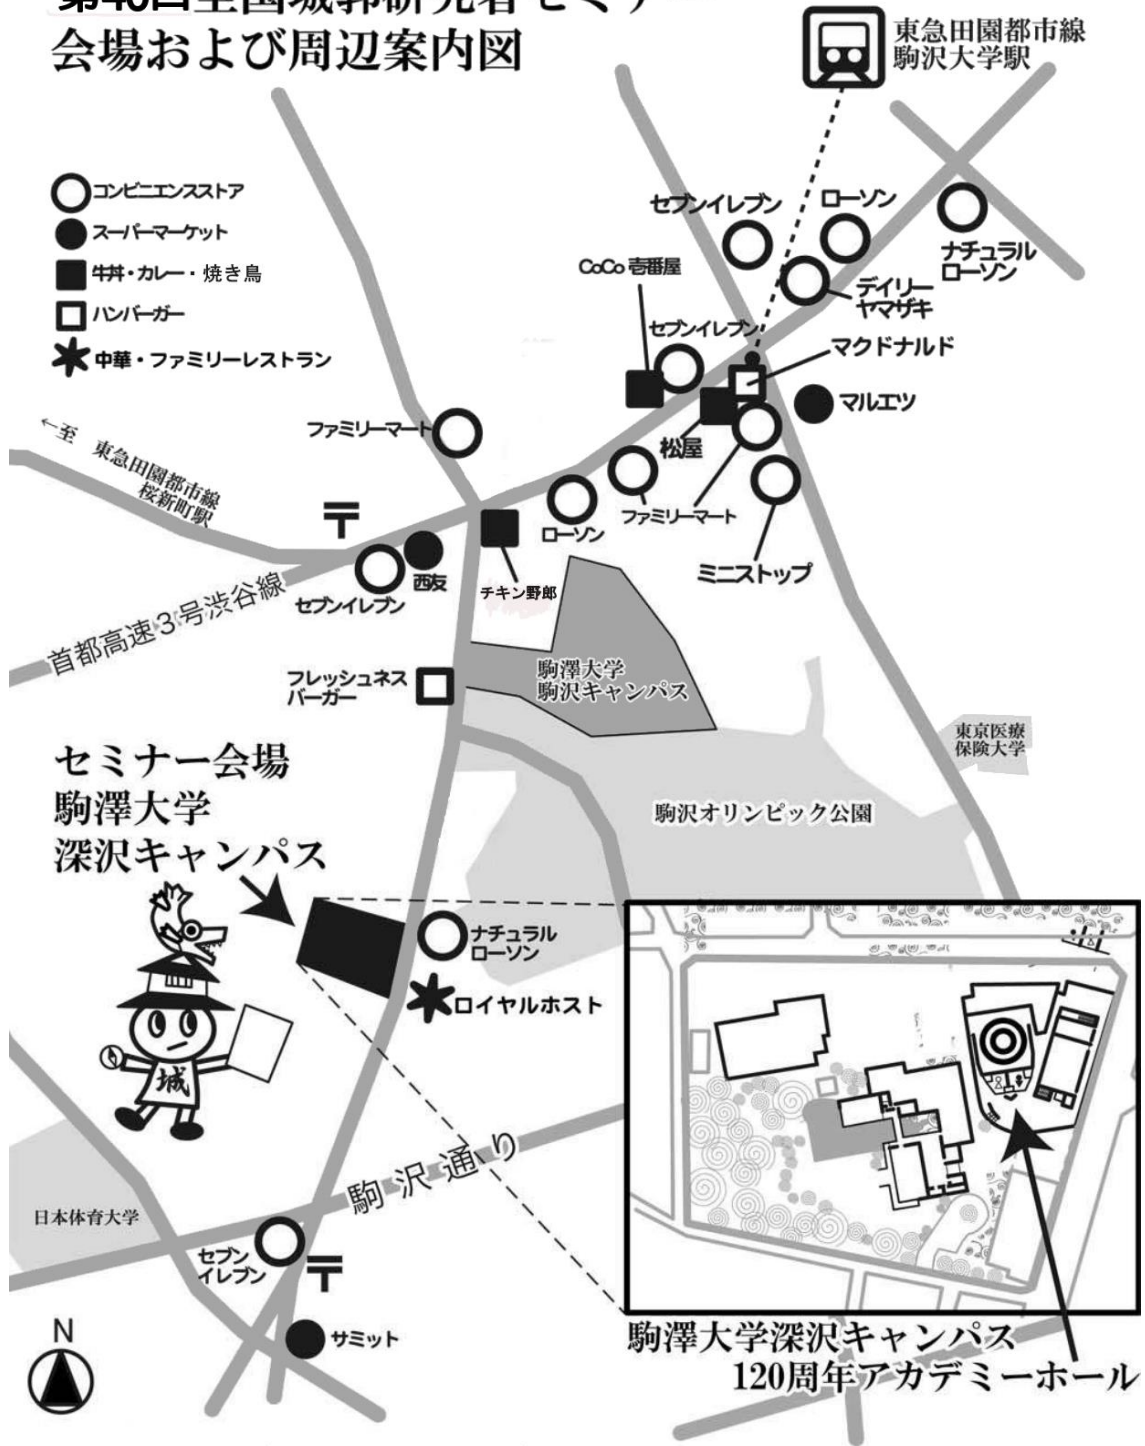 第40回全国城郭研究者セミナー
会場および周辺案内図
東急田園都市線
駒沢大学駅
コンビニエンスストア
スーパーマーケット
牛丼・カレー・焼き鳥
ハンバーガー
中華・ファミリーレストラン
セブンイレブン
ローソン
ナチュラル
ローソン
CoCo壱番屋
デイリー
ヤマザキ
セブンイレブン
マクドナルド
マルエツ
松屋
ファミリーマート
←至 東急田園都市線
桜新町駅
〒
ローソン
ファミリーマート
ミニストップ
西友
セブンイレブン
チキン野郎
首都高速3号渋谷線
フレッシュネス
バーガー
駒澤大学
駒沢キャンパス
東京医療
保険大学
セミナー会場
駒澤大学
深沢キャンパス
駒沢オリンピック公園
ナチュラル
ローソン
ロイヤルホスト
城
駒沢通り
日本体育大学
セブン
イレブン
〒
サミット
N
駒澤大学深沢キャンパス
120周年アカデミーホール